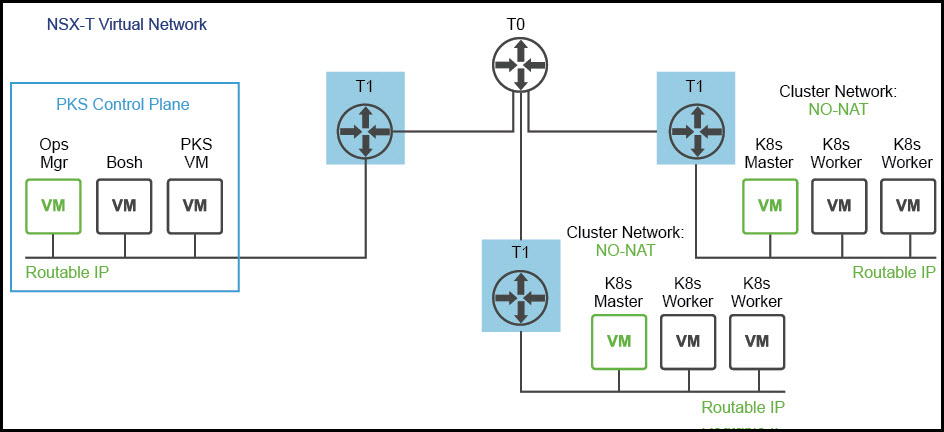 NSX-T Virtual Network
T0
T1
T1
PKS Control Plane
Cluster Network:
NO-NAT
Ops
Mgr
Bosh
PKS
VM
K8s
Master
K8s
Worker
K8s
Worker
VM
VM
VM
VM
VM
VM
Routable IP
Routable IP
Cluster Network:
NO-NAT
T1
K8s
Master
K8s
Worker
K8s
Worker
VM
VM
VM
Routable IP